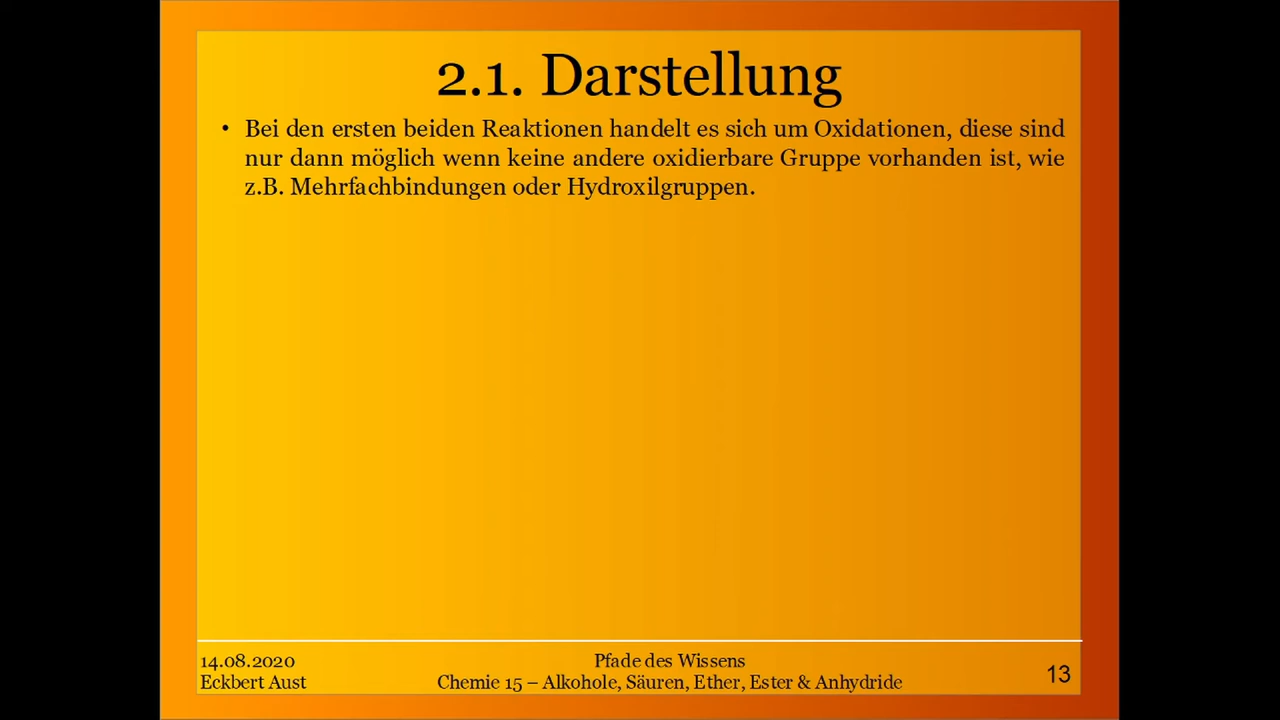 2.1. Darstellung
• Bei den ersten beiden Reaktionen handelt es sich um Oxidationen, diese sind
nur dann möglich wenn keine andere oxidierbare Gruppe vorhanden ist, wie
z.B. Mehrfachbindungen oder Hydroxilgruppen.
14.08.2020
Eckbert Aust
Pfade des Wissens
Chemie 15 – Alkohole, Säuren, Ether, Ester & Anhydride
13